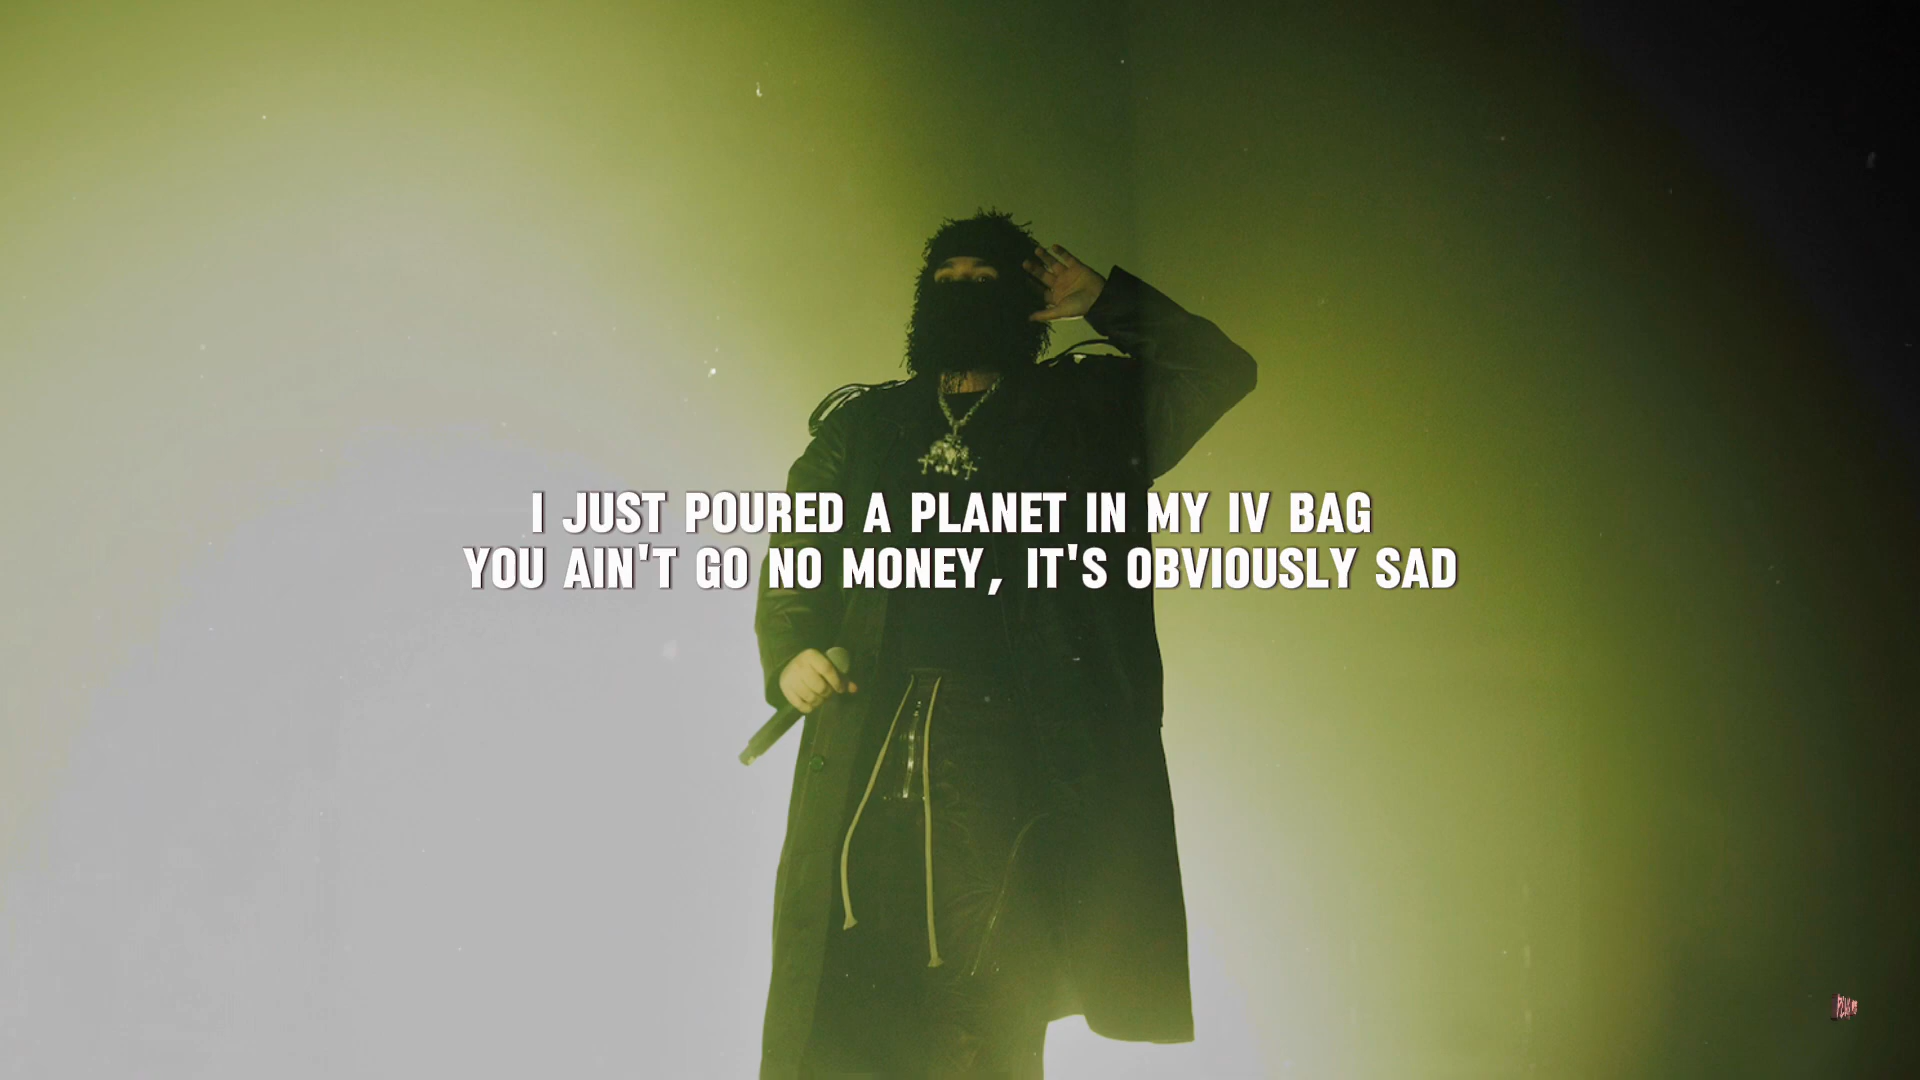 I JUST POURED A PLANET IN MY IV BAG
YOU AIN'T GO NO MONEY, IT'S OBVIOUSLY SAD